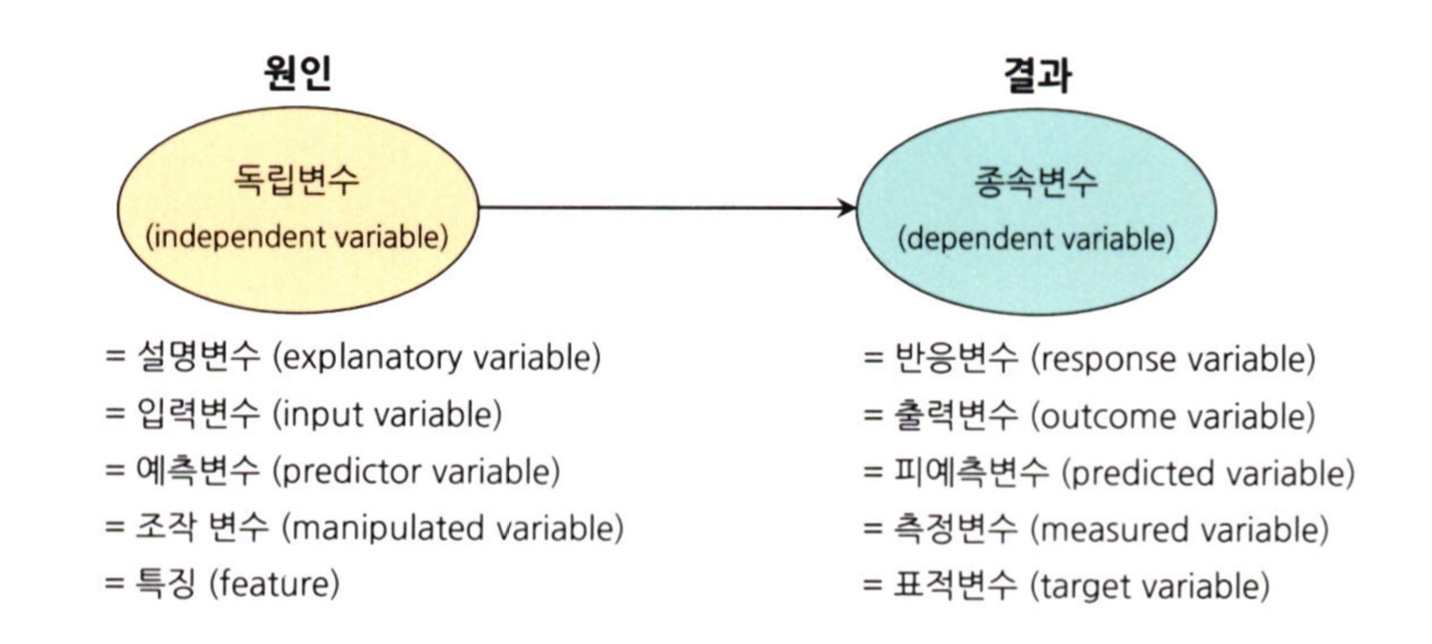 원인
독립변수
(independent variable)
= 설명변수 (explanatory variable)
= 입력변수 (input variable)
= 예측변수 (predictor variable)
= 조작 변수 (manipulated variable)
= 특징 (feature)
결과
종속변수
(dependent variable)
= 반응변수 (response variable)
= 출력변수 (outcome variable)
= 피예측변수 (predicted variable)
= 측정변수 (measured variable)
= 표적변수 (target variable)